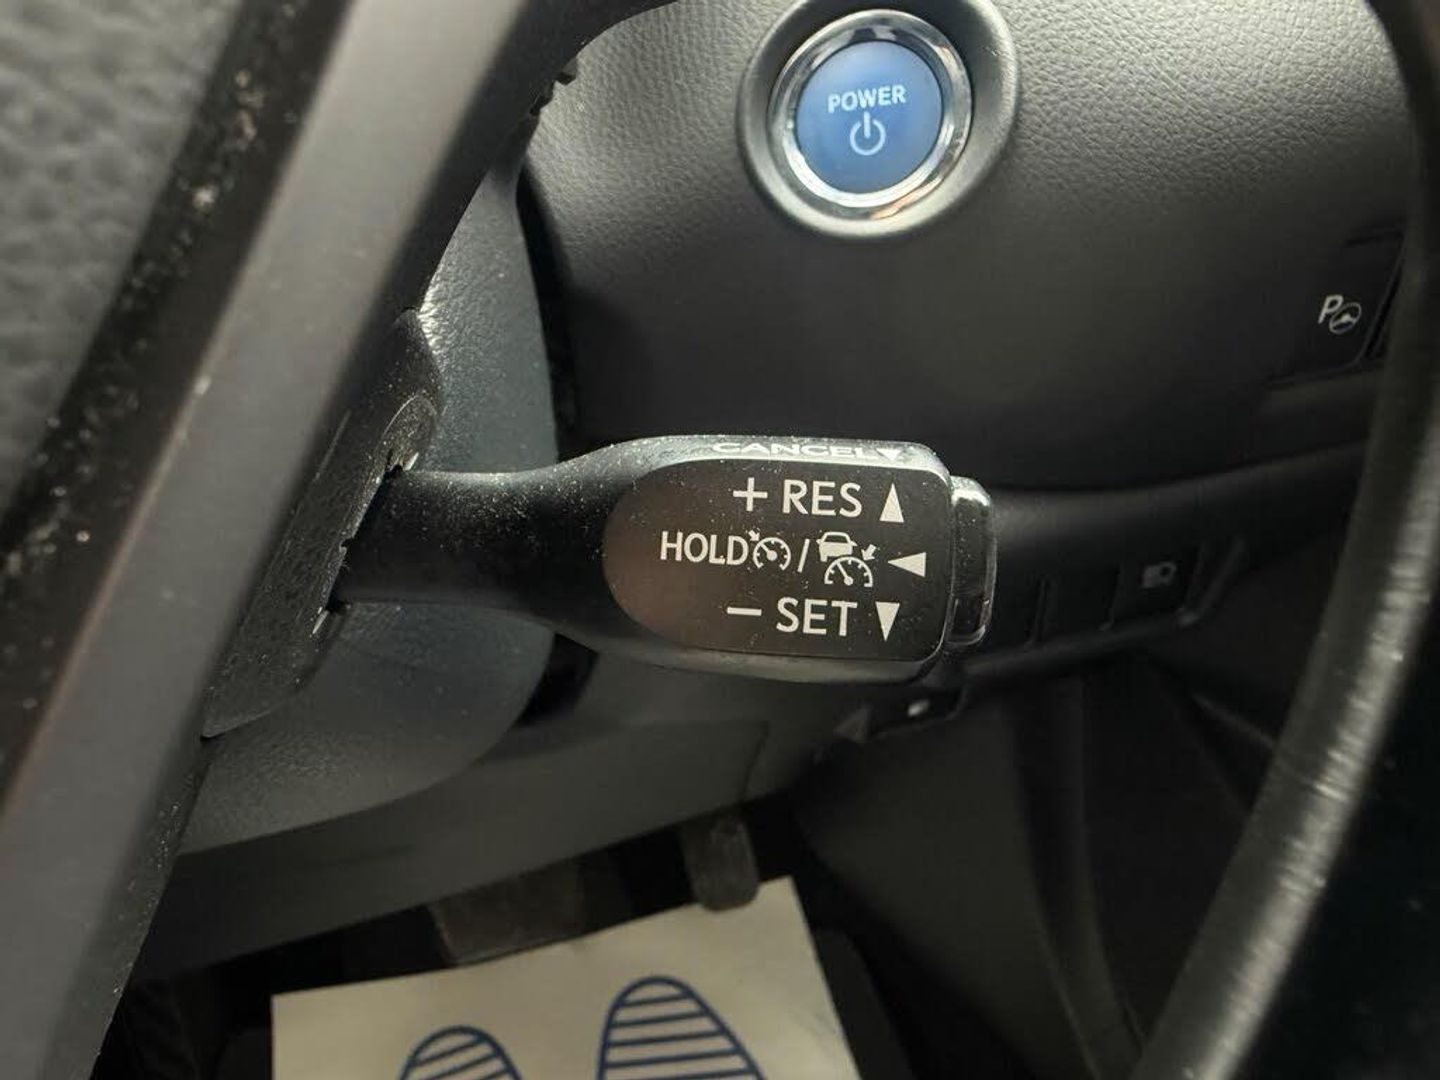 POWER
P
CANCEL▼
+ RES ▲
HOLD / ◀
− SET ▼